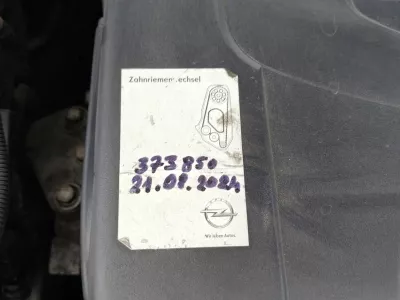 Zahnriemenwechsel
373850
21.08.2024
Wir leben Autos.